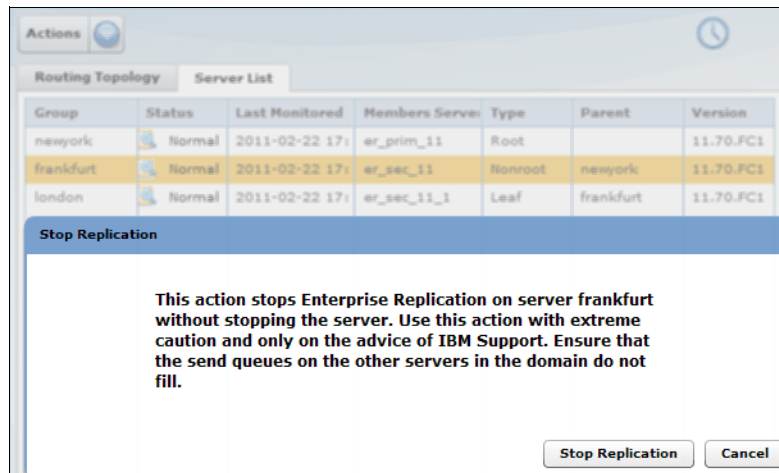 Actions
Routing Topology Server List
Group Status Last Monitored Members Server Type Parent Version
newyork Normal 2011-02-22 17: er_prim_11 Root 11.70.FC1
frankfurt Normal 2011-02-22 17: er_sec_11 Nonroot newyork 11.70.FC1
london Normal 2011-02-22 17: er_sec_11_1 Leaf frankfurt 11.70.FC1
Stop Replication
This action stops Enterprise Replication on server frankfurt
without stopping the server. Use this action with extreme
caution and only on the advice of IBM Support. Ensure that
the send queues on the other servers in the domain do not
fill.
Stop Replication Cancel